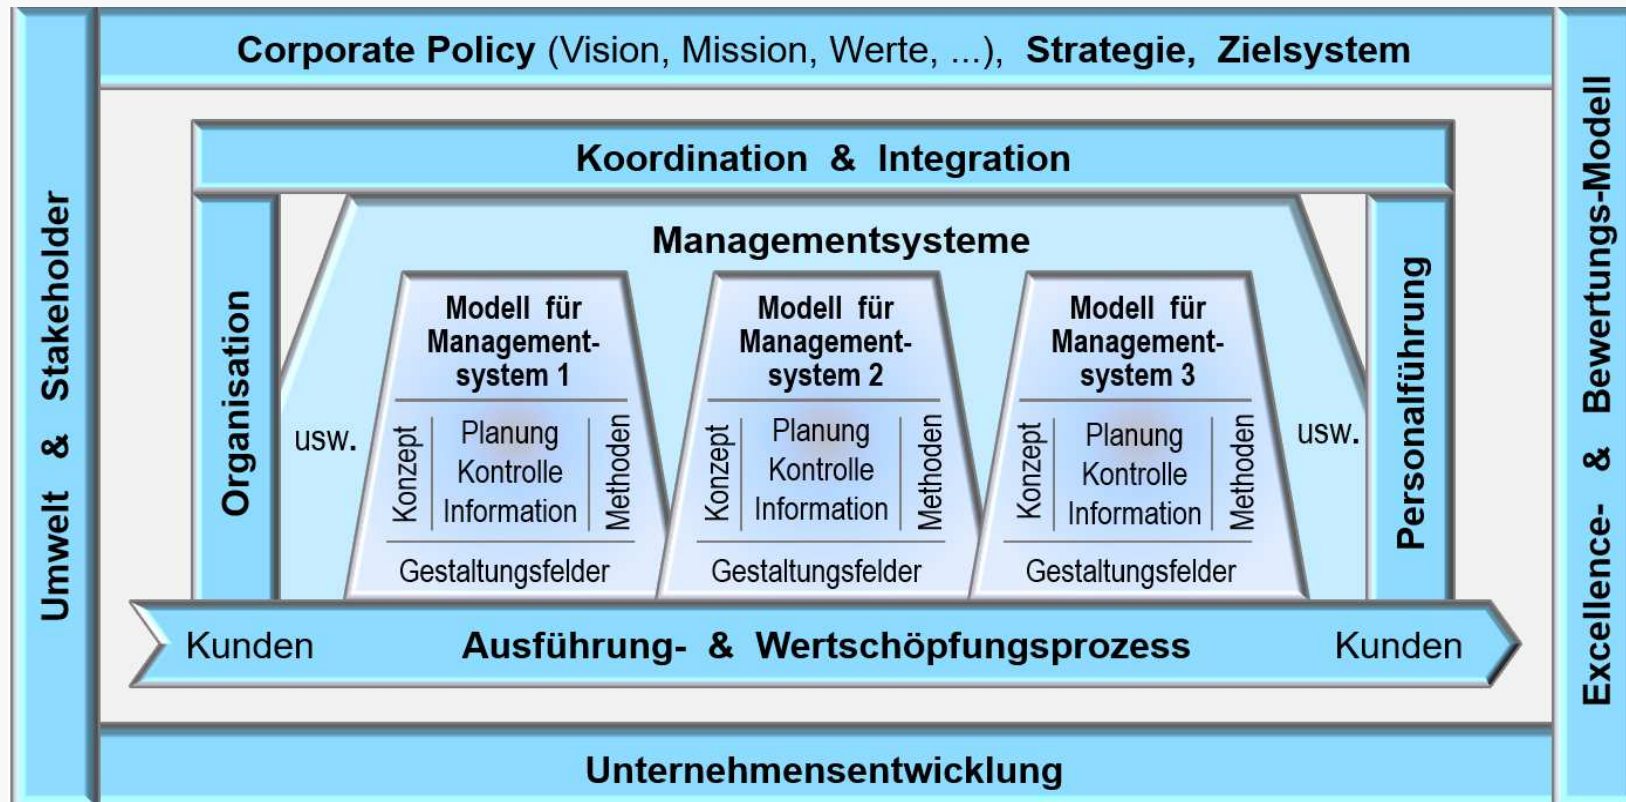 Corporate Policy (Vision, Mission, Werte, ...), Strategie, Zielsystem
Umwelt & Stakeholder
Koordination & Integration
Organisation
Managementsysteme
usw.
Modell für
Management-
system 1
Konzept
Planung
Kontrolle
Information
Methoden
Gestaltungsfelder
Modell für
Management-
system 2
Konzept
Planung
Kontrolle
Information
Methoden
Gestaltungsfelder
Modell für
Management-
system 3
Konzept
Planung
Kontrolle
Information
Methoden
Gestaltungsfelder
usw.
Personalführung
Excellence- & Bewertungs-Modell
Kunden Ausführung- & Wertschöpfungsprozess Kunden
Unternehmensentwicklung